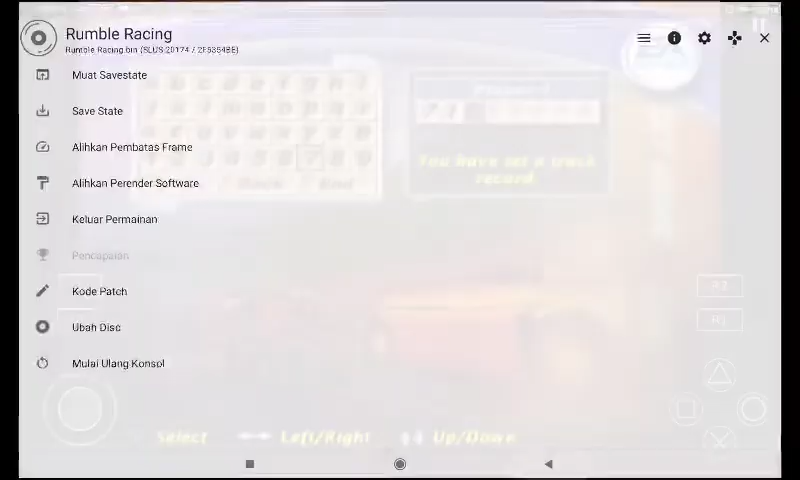 Rumble Racing
Rumble Racing.bin (SLUS 20174 / 2F5354BE)
Muat Savestate
Save State
Alihkan Pembatas Frame
Alihkan Perender Software
Keluar Permainan
Pencapaian
Kode Patch
Ubah Disc
Mulai Ulang Konsol
You have set a track
record
Select
Left/Right
Up/Down
R2
R1